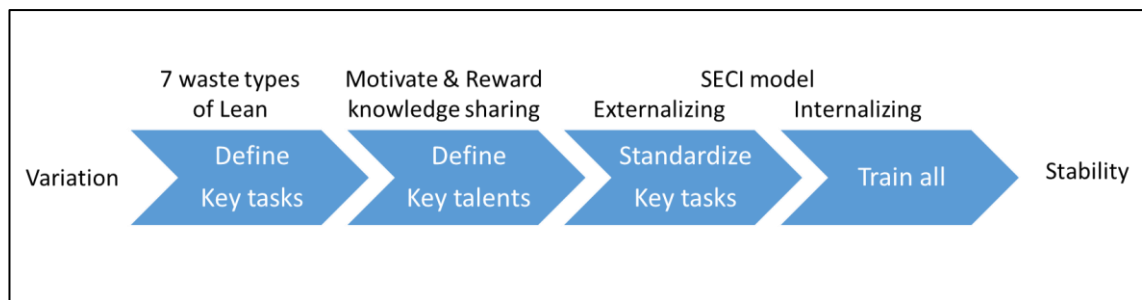 7 waste types
of Lean
Motivate & Reward
knowledge sharing
SECI model
Externalizing
Internalizing
Variation
Define
Key tasks
Define
Key talents
Standardize
Key tasks
Train all
Stability